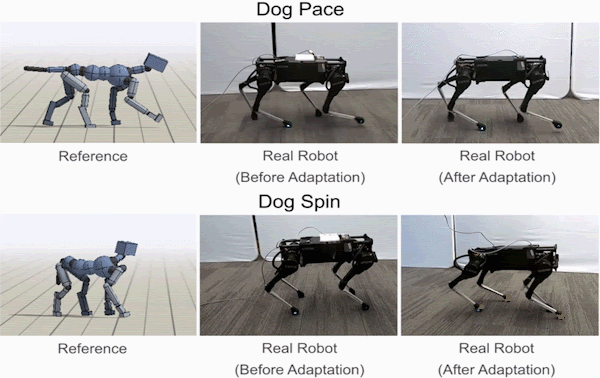 Dog Pace
Reference
Real Robot
(Before Adaptation)
Real Robot
(After Adaptation)
Dog Spin
Reference
Real Robot
(Before Adaptation)
Real Robot
(After Adaptation)